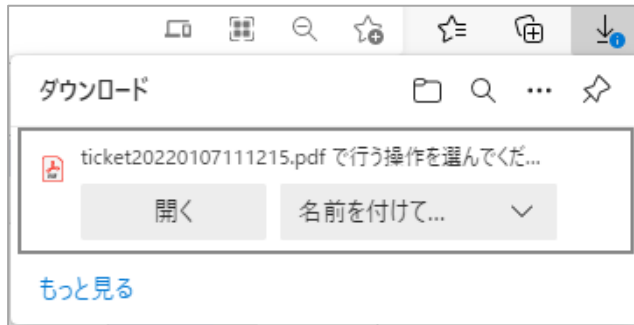 ダウンロード
ticket20220107111215.pdf で行う操作を選んでくだ...
開く
名前を付けて...
もっと見る